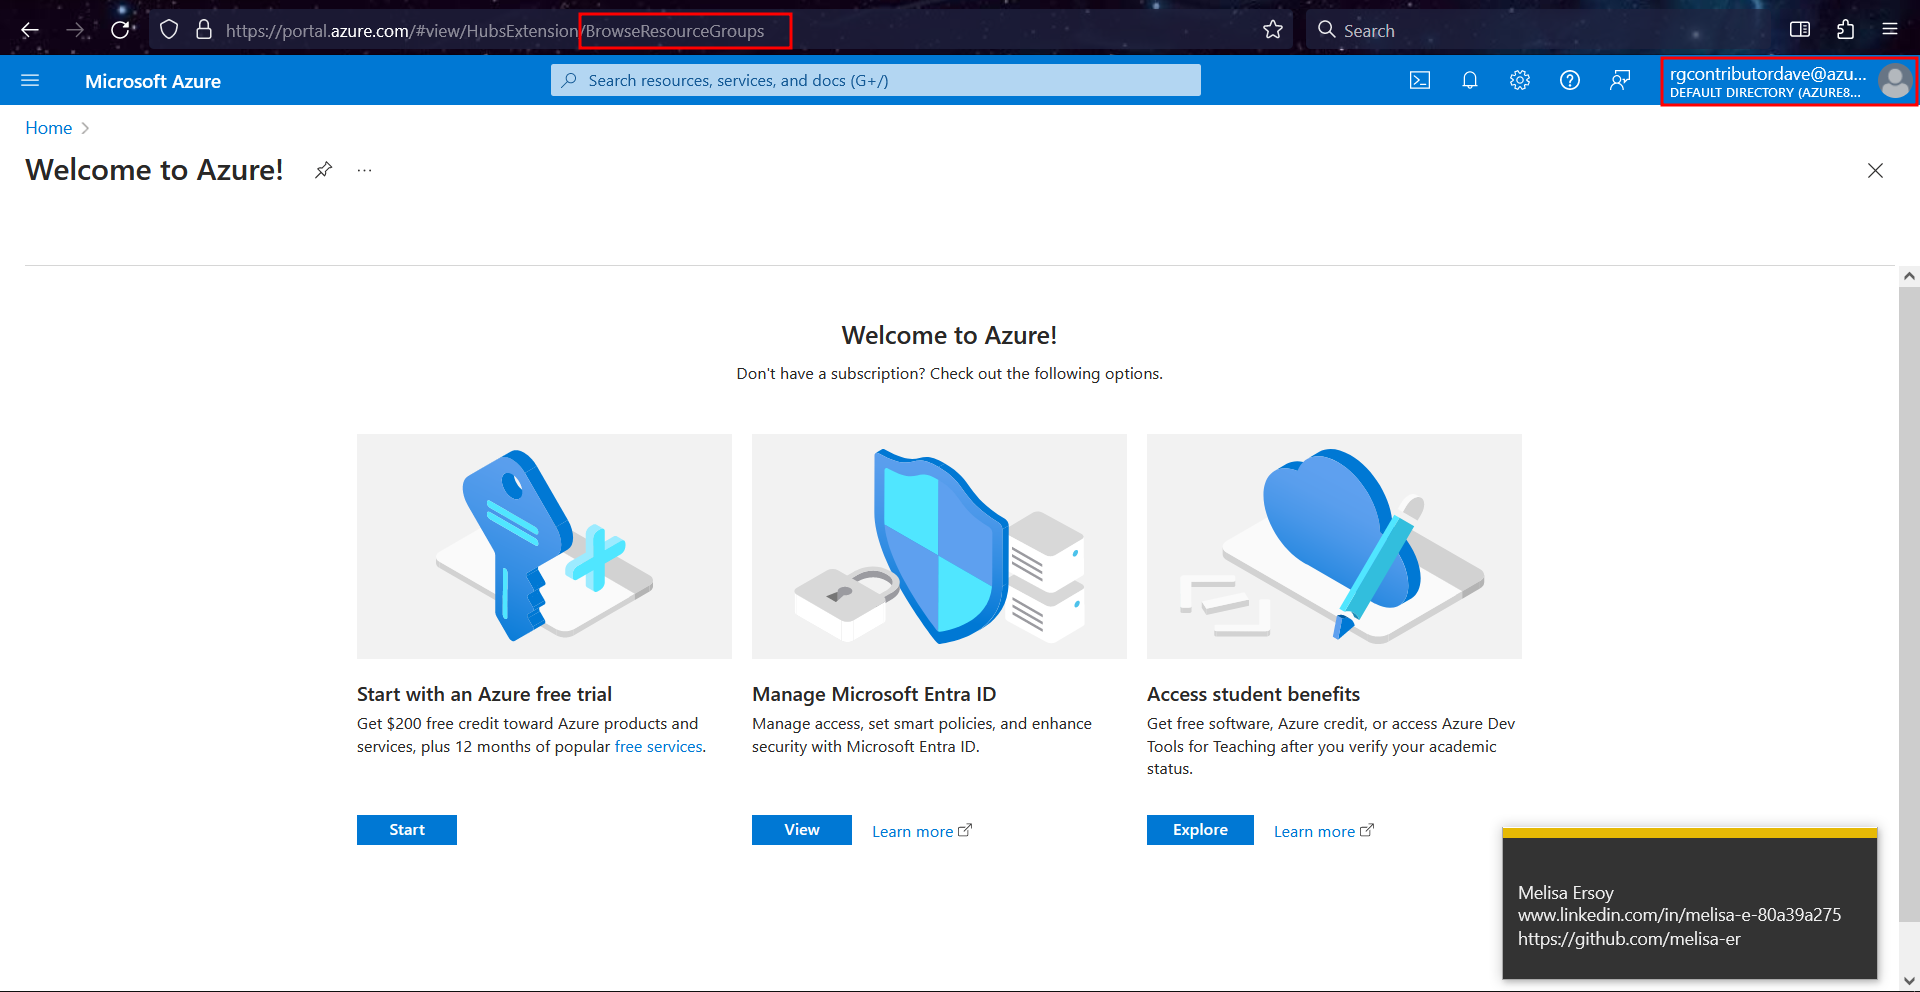 https://portal.azure.com/#view/HubsExtension/BrowseResourceGroups
Search
Microsoft Azure
Search resources, services, and docs (G+/)
rgcontributordave@azu...
DEFAULT DIRECTORY (AZURE8...
Home
Welcome to Azure!
...
Welcome to Azure!
Don't have a subscription? Check out the following options.
Start with an Azure free trial
Get $200 free credit toward Azure products and
services, plus 12 months of popular free services.
Start
Manage Microsoft Entra ID
Manage access, set smart policies, and enhance
security with Microsoft Entra ID.
View
Learn more
Access student benefits
Get free software, Azure credit, or access Azure Dev
Tools for Teaching after you verify your academic
status.
Explore
Learn more
Melisa Ersoy
www.linkedin.com/in/melisa-e-80a39a275
https://github.com/melisa-er